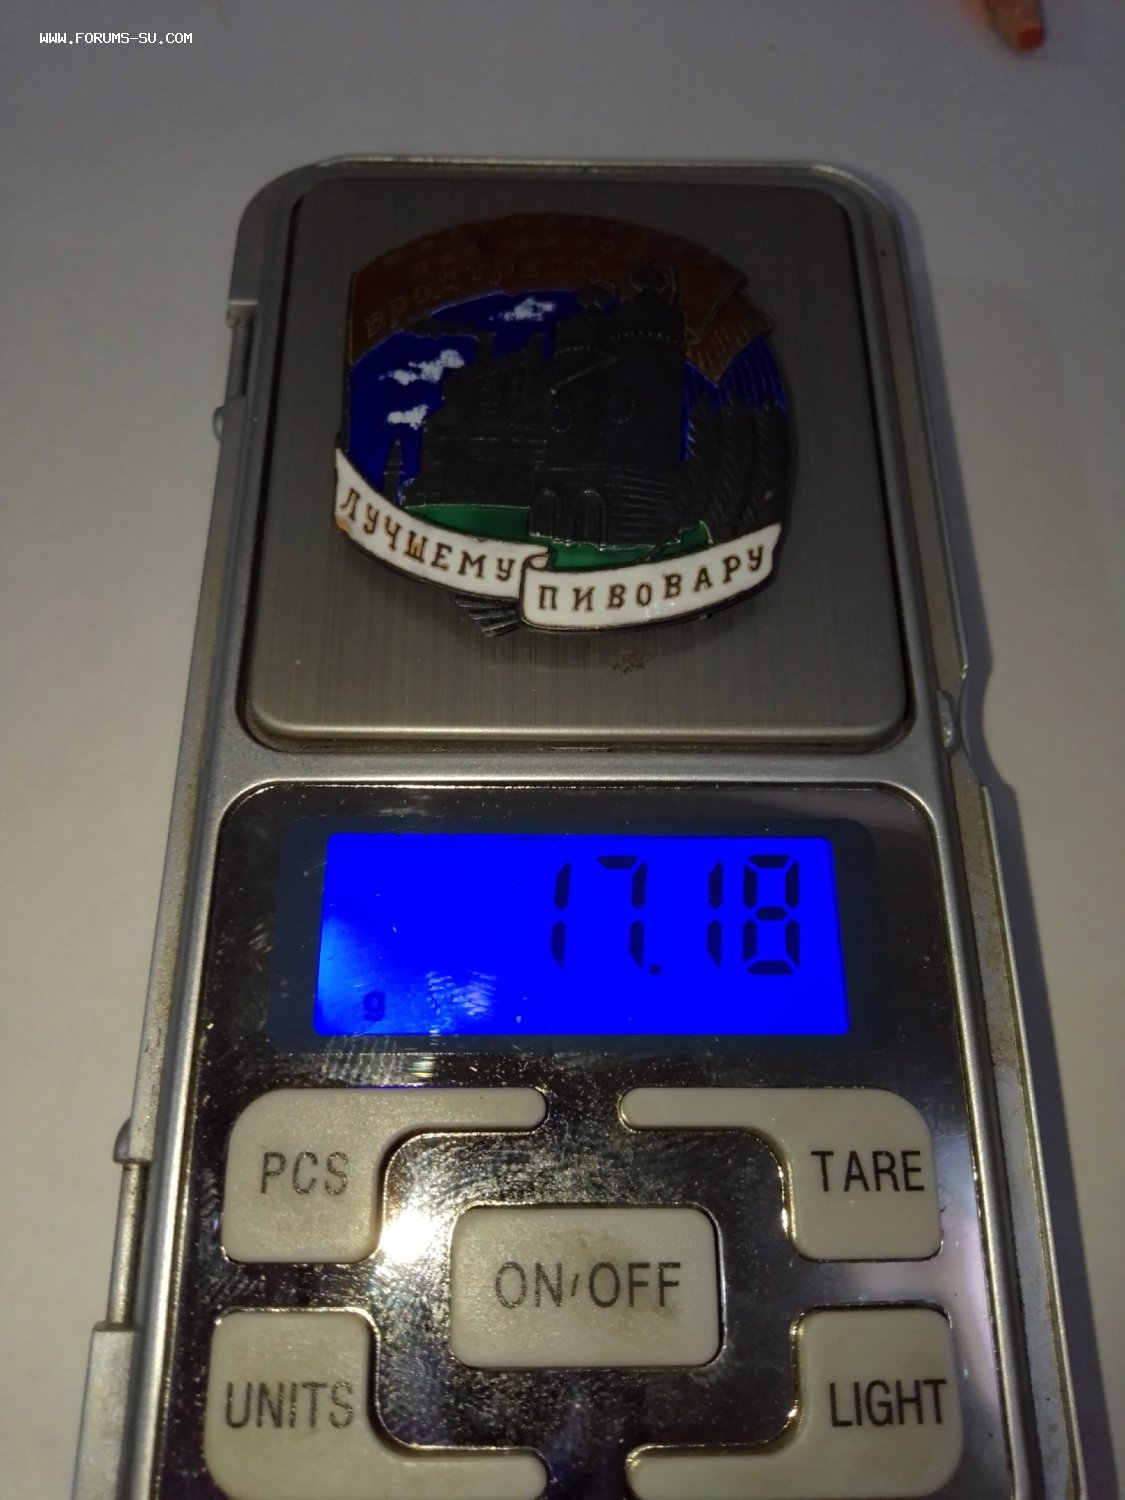 WWW.FORUMS-SU.COM
БРОДТРЕСТ
ЛУЧШЕМУ
ПИВОВАРУ
17.18
g
PCS
TARE
ON/OFF
UNITS
LIGHT